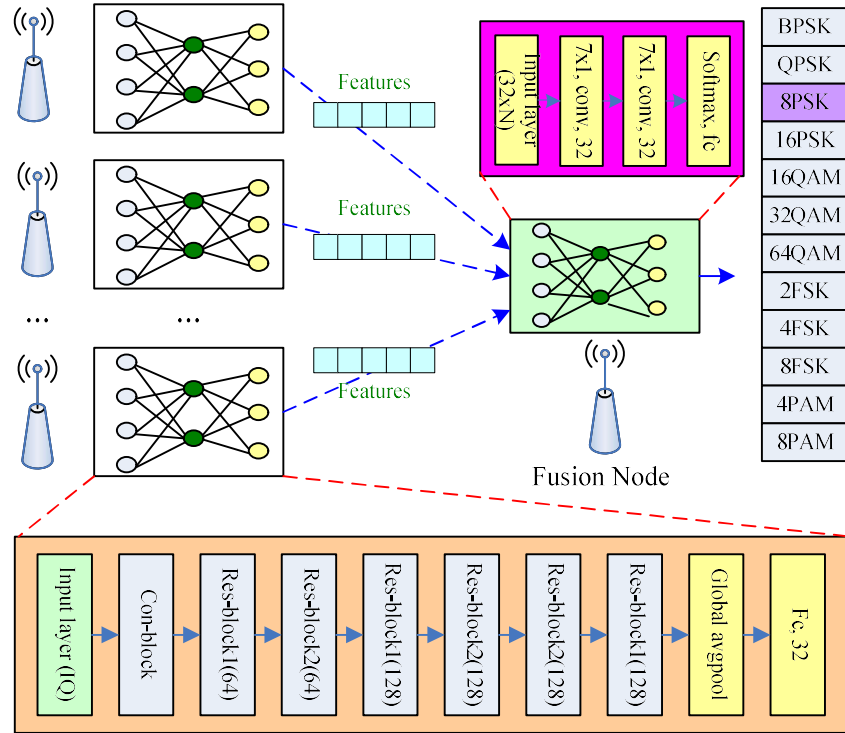 Features
Features
...
...
Features
Input layer
(32xN)
7x1, conv, 32
7x1, conv, 32
Softmax, fc
Fusion Node
BPSK
QPSK
8PSK
16PSK
16QAM
32QAM
64QAM
2FSK
4FSK
8FSK
4PAM
8PAM
Input layer (IQ)
Con-block
Res-block1(64)
Res-block2(64)
Res-block1(128)
Res-block2(128)
Res-block2(128)
Res-block1(128)
Global avgpool
Fc, 32